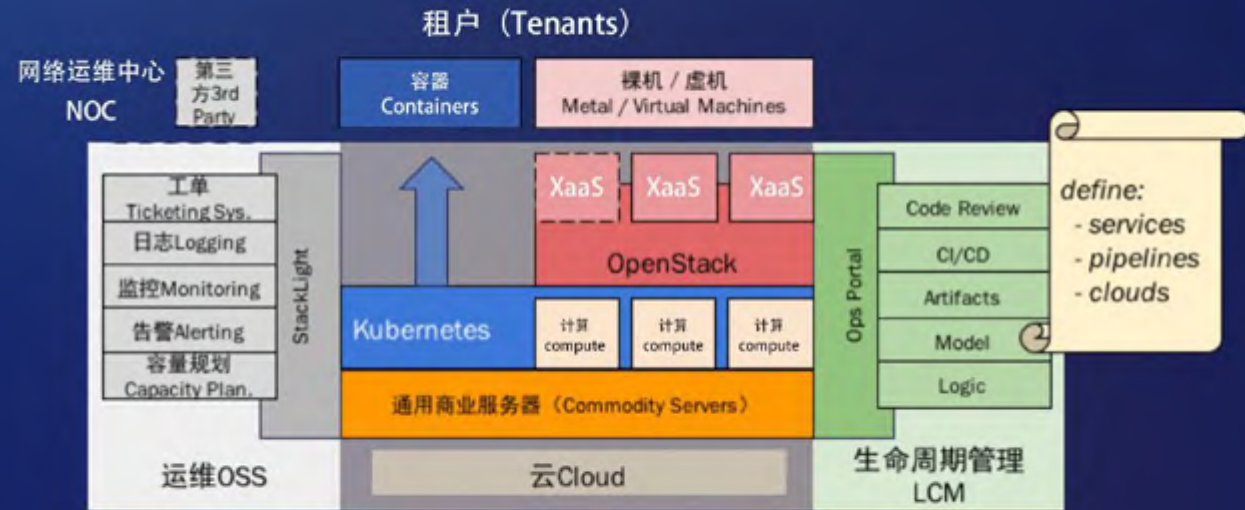 租户（Tenants）
网络运维中心
NOC
第三
方3rd
Party
容器
Containers
裸机 / 虚机
Metal / Virtual Machines
工单
Ticketing Sys.
日志Logging
监控Monitoring
告警Alerting
容量规划
Capacity Plan.
StackLight
XaaS
XaaS
XaaS
OpenStack
Kubernetes
计算
compute
计算
compute
计算
compute
通用商业服务器（Commodity Servers）
Ops Portal
Code Review
CI/CD
Artifacts
Model
Logic
define:
- services
- pipelines
- clouds
运维OSS
云Cloud
生命周期管理
LCM